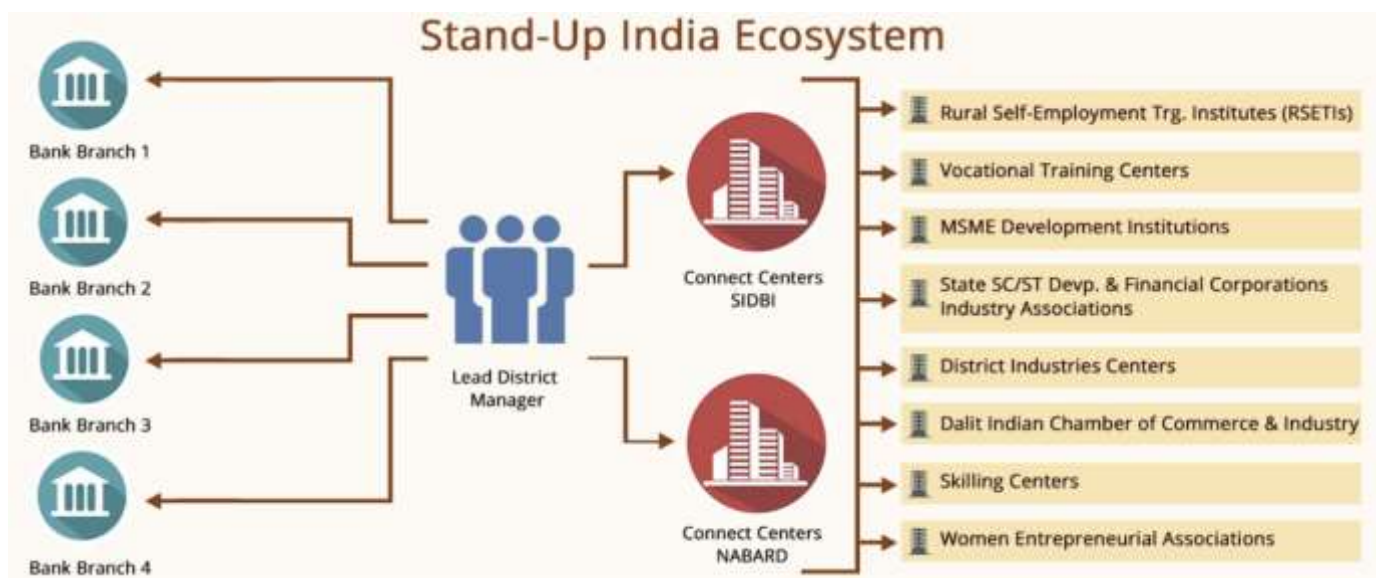 Stand-Up India Ecosystem
Bank Branch 1
Bank Branch 2
Bank Branch 3
Bank Branch 4
Lead District
Manager
Connect Centers
SIDBI
Connect Centers
NABARD
Rural Self-Employment Trg. Institutes (RSETIs)
Vocational Training Centers
MSME Development Institutions
State SC/ST Devp. & Financial Corporations
Industry Associations
District Industries Centers
Dalit Indian Chamber of Commerce & Industry
Skilling Centers
Women Entrepreneurial Associations